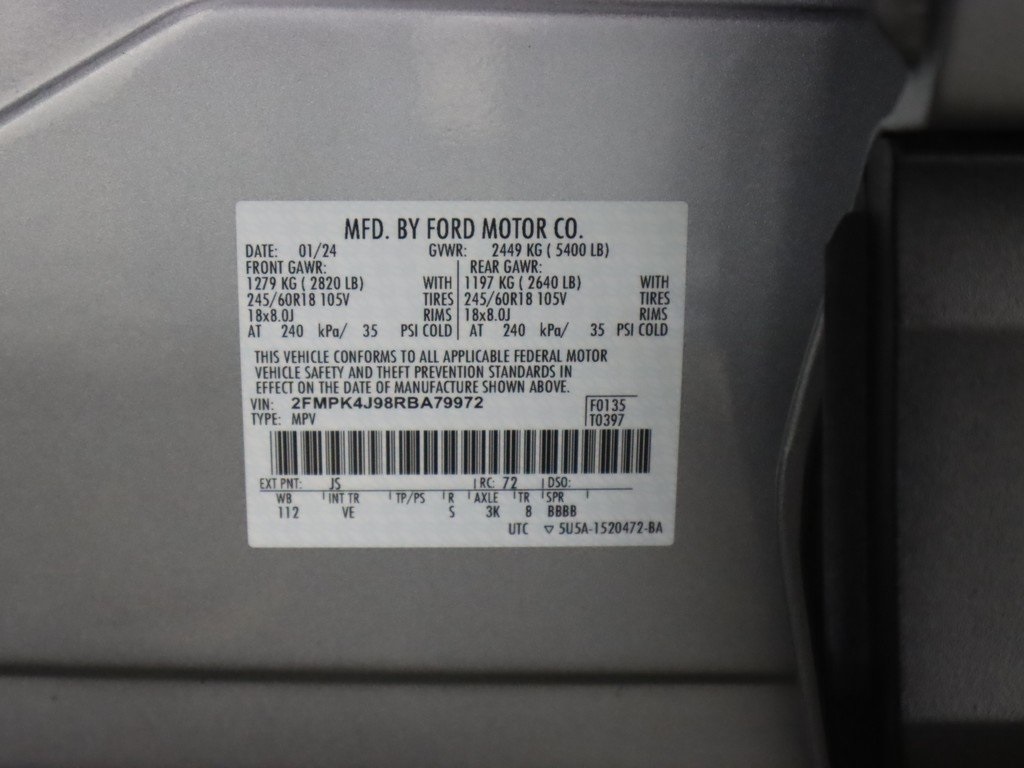 MFD. BY FORD MOTOR CO.
DATE: 01/24 GVWR: 2449 KG ( 5400 LB)
FRONT GAWR: REAR GAWR:
1279 KG ( 2820 LB) WITH 1197 KG ( 2640 LB) WITH
245/60R18 105V TIRES 245/60R18 105V TIRES
18x8.0J RIMS 18x8.0J RIMS
AT 240 kPa/ 35 PSI COLD AT 240 kPa/ 35 PSI COLD
THIS VEHICLE CONFORMS TO ALL APPLICABLE FEDERAL MOTOR
VEHICLE SAFETY AND THEFT PREVENTION STANDARDS IN
EFFECT ON THE DATE OF MANUFACTURE SHOWN ABOVE.
VIN: 2FMPK4J98RBA79972 F0135
TYPE: MPV T0397
EXT PNT: JS RC: 72 DSO:
WB INT TR TP/PS R AXLE TR SPR
112 VE S 3K 8 BBBB
UTC ▽ 5U5A-1520472-BA